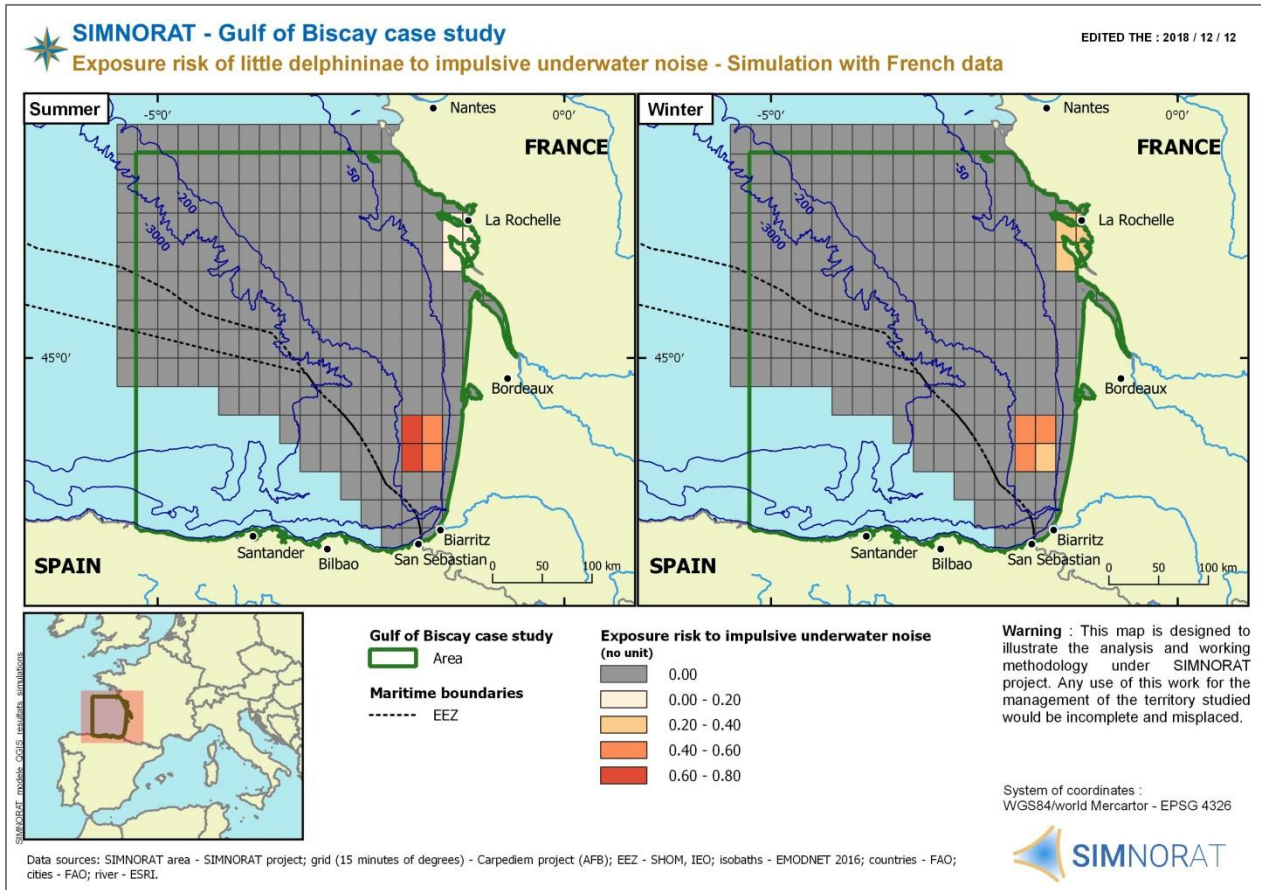 SIMNORAT - Gulf of Biscay case study
EDITED THE : 2018 / 12 / 12
Exposure risk of little delphininae to impulsive underwater noise - Simulation with French data
Summer
-5°0'
Nantes
0°0'
FRANCE
-50
-200
-3000
La Rochelle
45°0'
Bordeaux
Biarritz
Santander
San Sebastian
Bilbao
SPAIN
0 50 100 km
Winter
-5°0'
Nantes
0°0'
FRANCE
-50
-200
-3000
La Rochelle
45°0'
Bordeaux
Biarritz
Santander
San Sebastian
Bilbao
SPAIN
0 50 100 km
SIMNORAT_modele_QGIS_resultats_simulations
Gulf of Biscay case study
Area
Maritime boundaries
EEZ
Exposure risk to impulsive underwater noise
(no unit)
0.00
0.00 - 0.20
0.20 - 0.40
0.40 - 0.60
0.60 - 0.80
Warning : This map is designed to
illustrate the analysis and working
methodology under SIMNORAT
project. Any use of this work for the
management of the territory studied
would be incomplete and misplaced.
System of coordinates :
WGS84/world Mercartor - EPSG 4326
SIMNORAT
Data sources: SIMNORAT area - SIMNORAT project; grid (15 minutes of degrees) - Carpediem project (AFB); EEZ - SHOM, IEO; isobaths - EMODNET 2016; countries - FAO;
cities - FAO; river - ESRI.